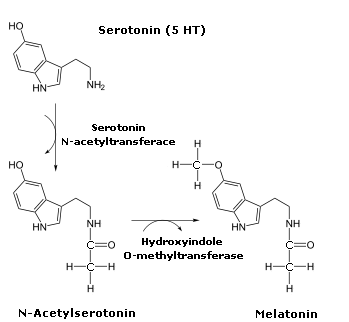 HO
Serotonin (5 HT)
HN
NH2
Serotonin
N-acetyltransferace
HO
HN
NH
C=O
H-C-H
H
H
H-C-O
H
HN
NH
C=O
H-C-H
H
Hydroxyindole
O-methyltransferase
N-Acetylserotonin
Melatonin